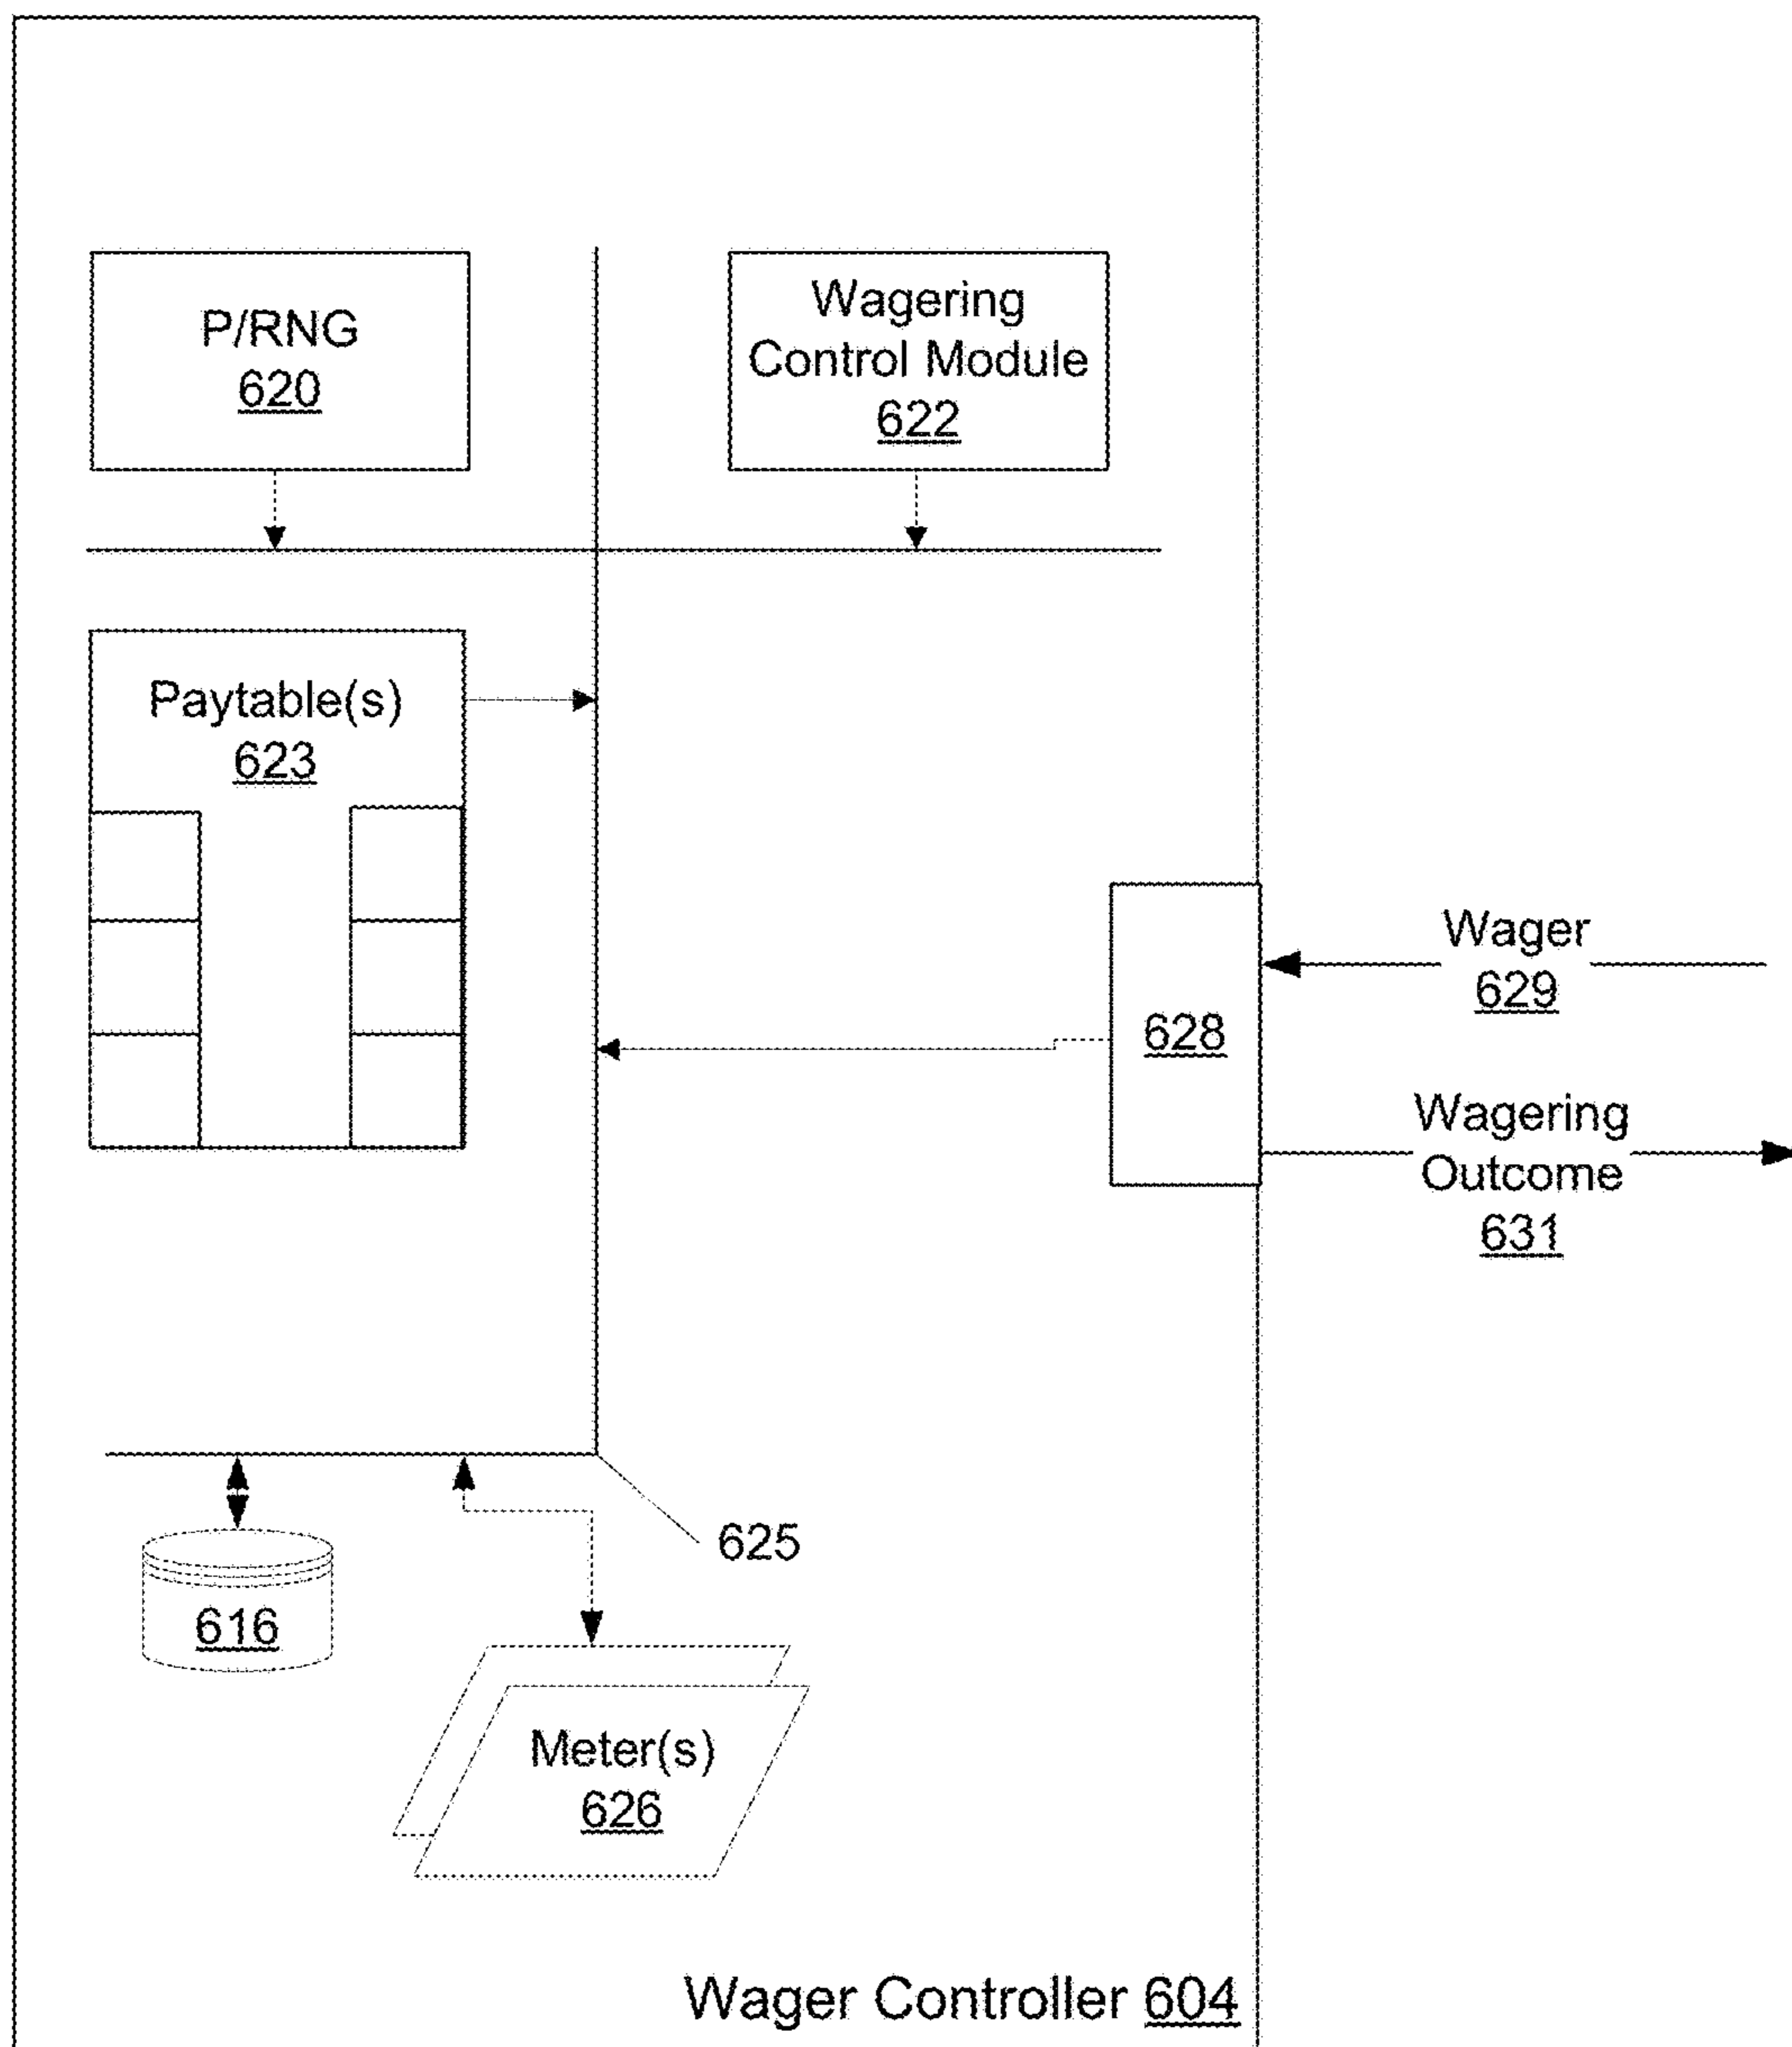 P/RNG
620
Wagering
Control Module
622
Paytable(s)
623
628
Wager
629
Wagering
Outcome
631
625
616
Meter(s)
626
Wager Controller 604